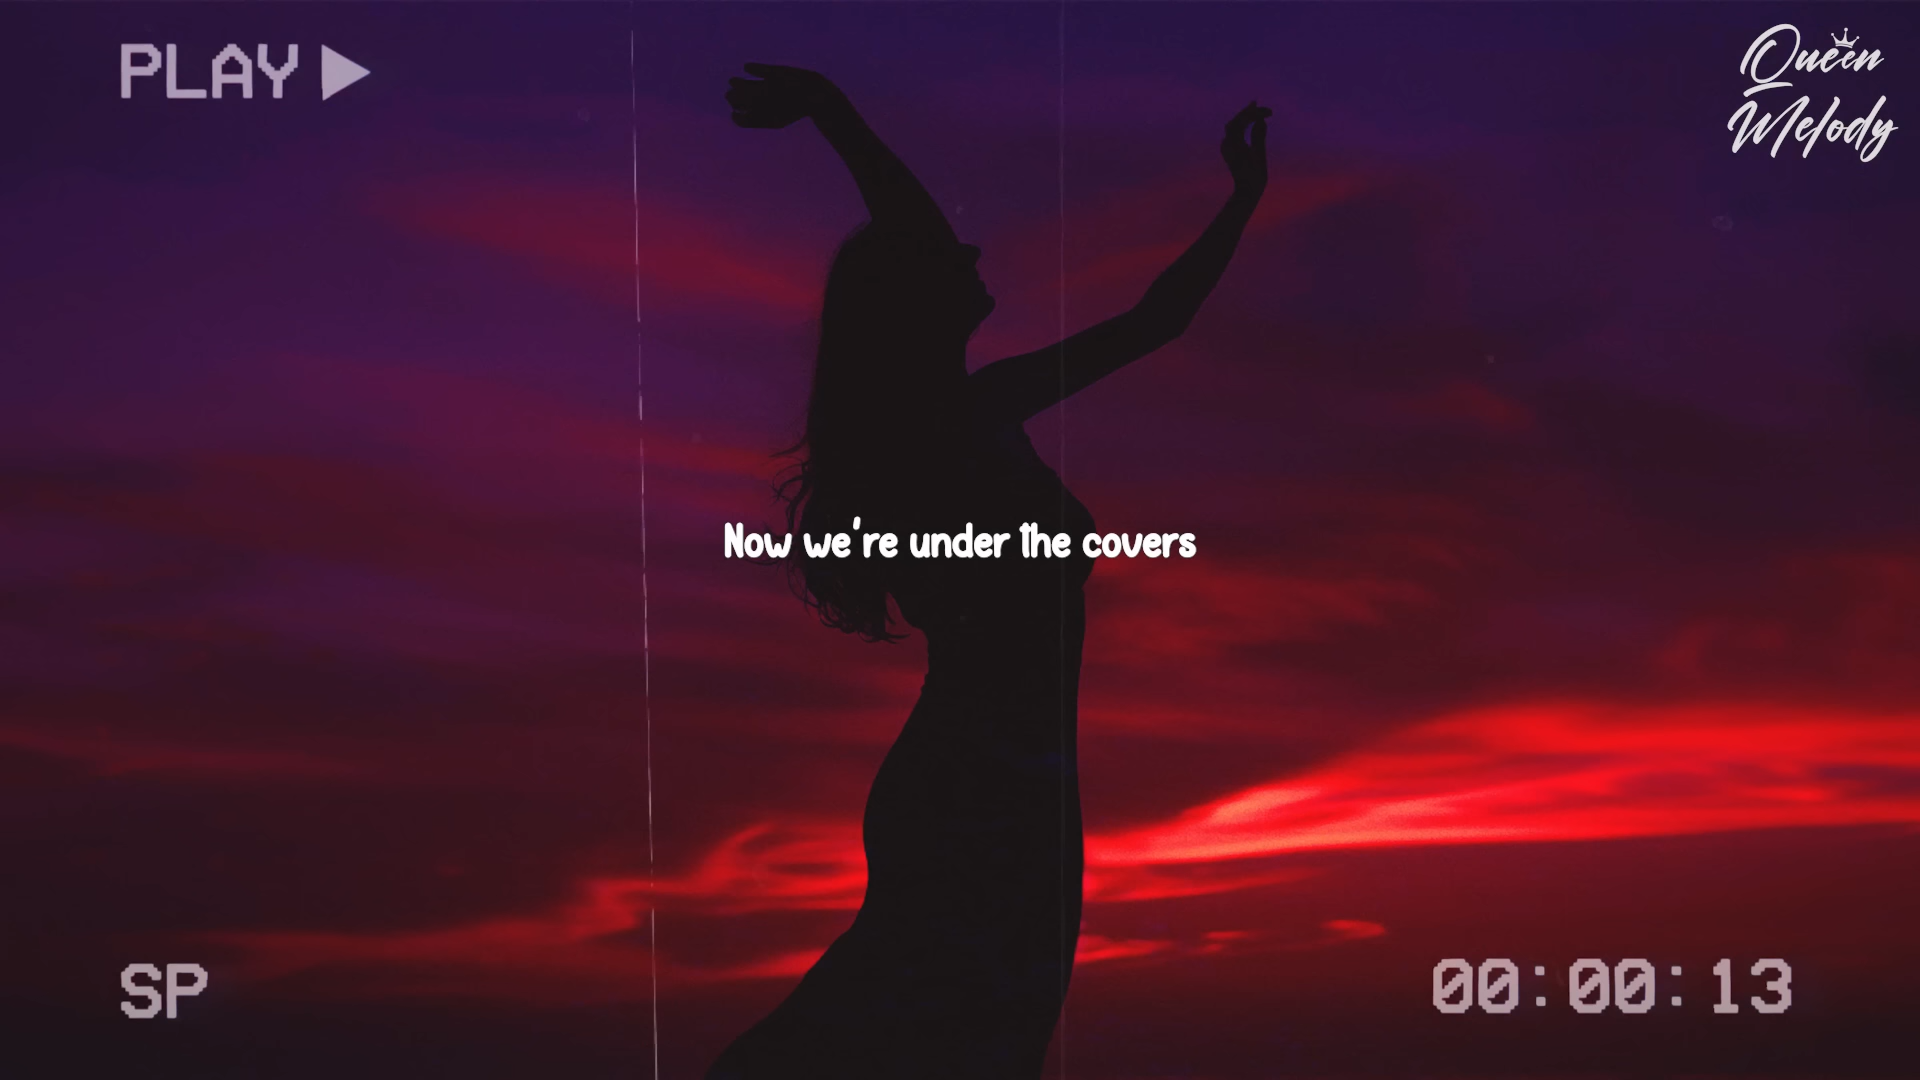 PLAY
Queen
Melody
Now we're under the covers
SP
00:00:13